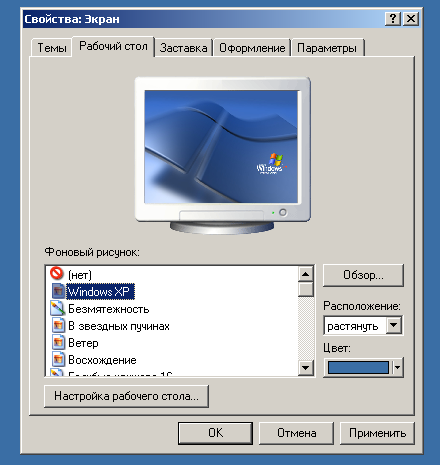 Свойства: Экран
Темы
Рабочий стол
Заставка
Оформление
Параметры
Windows
Фоновый рисунок:
(нет)
Windows XP
Безмятежность
В звездных пучинах
Ветер
Восхождение
Обзор...
Расположение:
растянуть
Цвет:
Настройка рабочего стола...
OK
Отмена
Применить